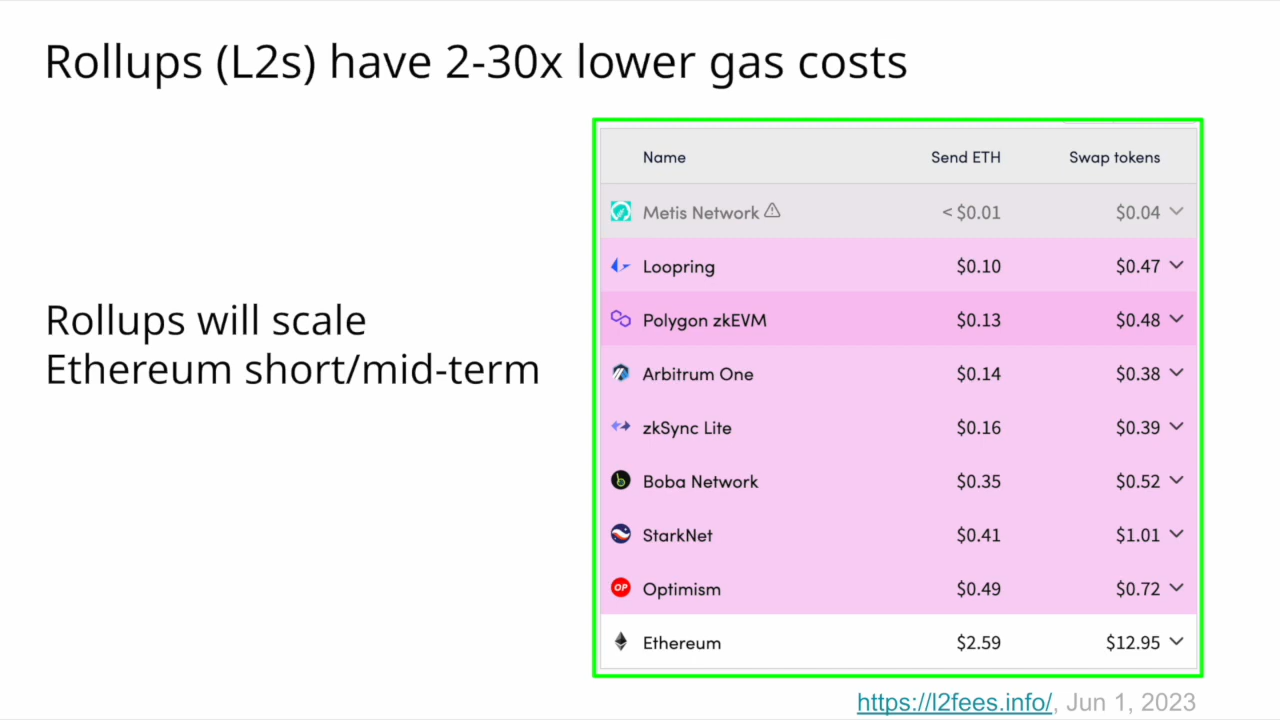 Rollups (L2s) have 2-30x lower gas costs
Rollups will scale
Ethereum short/mid-term
Name Send ETH Swap tokens
Metis Network < $0.01 $0.04
Loopring $0.10 $0.47
Polygon zkEVM $0.13 $0.48
Arbitrum One $0.14 $0.38
zkSync Lite $0.16 $0.39
Boba Network $0.35 $0.52
StarkNet $0.41 $1.01
OP Optimism $0.49 $0.72
Ethereum $2.59 $12.95
https://l2fees.info/, Jun 1, 2023